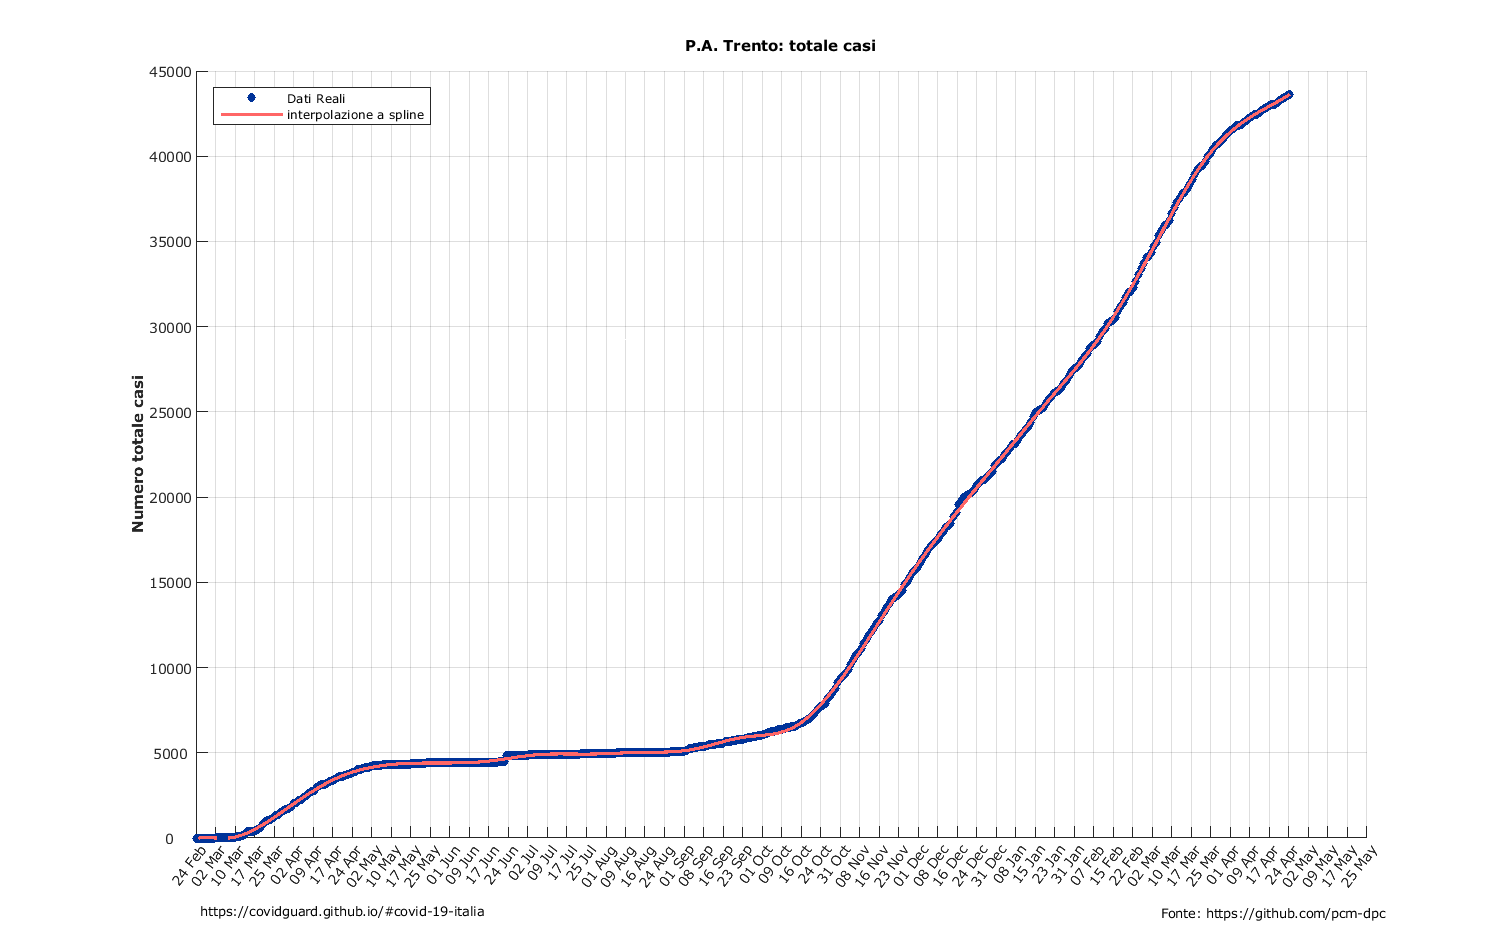 P.A. Trento: totale casi
Dati Reali
interpolazione a spline
Numero totale casi
45000
40000
35000
30000
25000
20000
15000
10000
5000
0
24 Feb
02 Mar
10 Mar
17 Mar
25 Mar
02 Apr
09 Apr
17 Apr
24 Apr
02 May
10 May
17 May
25 May
01 Jun
09 Jun
17 Jun
24 Jun
02 Jul
09 Jul
17 Jul
25 Jul
01 Aug
09 Aug
16 Aug
24 Aug
01 Sep
08 Sep
16 Sep
23 Sep
01 Oct
09 Oct
16 Oct
24 Oct
31 Oct
08 Nov
16 Nov
23 Nov
01 Dec
08 Dec
16 Dec
24 Dec
31 Dec
08 Jan
15 Jan
23 Jan
31 Jan
07 Feb
15 Feb
22 Feb
02 Mar
10 Mar
17 Mar
25 Mar
01 Apr
09 Apr
17 Apr
24 Apr
02 May
09 May
17 May
25 May
https://covidguard.github.io/#covid-19-italia
Fonte: https://github.com/pcm-dpc